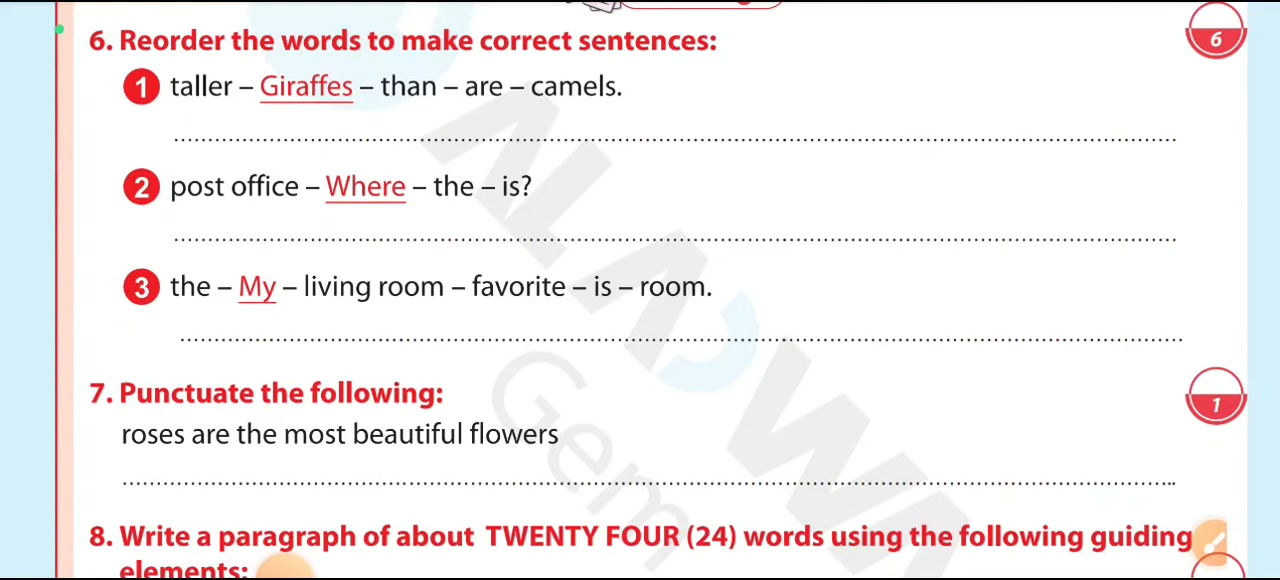 6. Reorder the words to make correct sentences:
6
1 taller – Giraffes – than – are – camels.
2 post office – Where – the – is?
3 the – My – living room – favorite – is – room.
7. Punctuate the following:
1
roses are the most beautiful flowers
8. Write a paragraph of about TWENTY FOUR (24) words using the following guiding
elements:
Gem